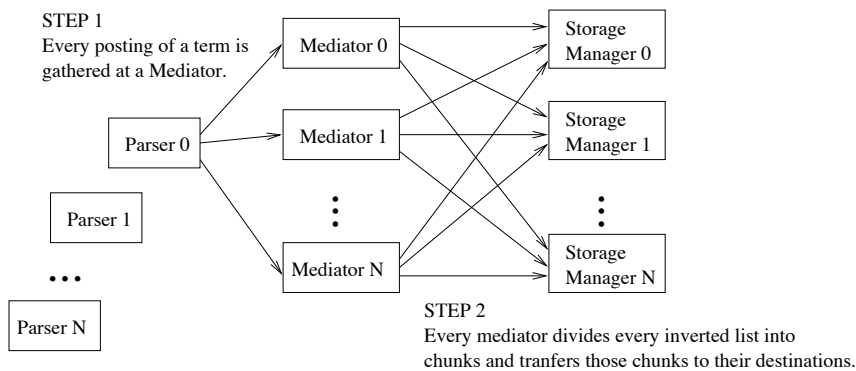 STEP 1
Every posting of a term is
gathered at a Mediator.
Parser 0
Parser 1
Parser N
Mediator 0
Mediator 1
Mediator N
Storage
Manager 0
Storage
Manager 1
Storage
Manager N
STEP 2
Every mediator divides every inverted list into
chunks and tranfers those chunks to their destinations.